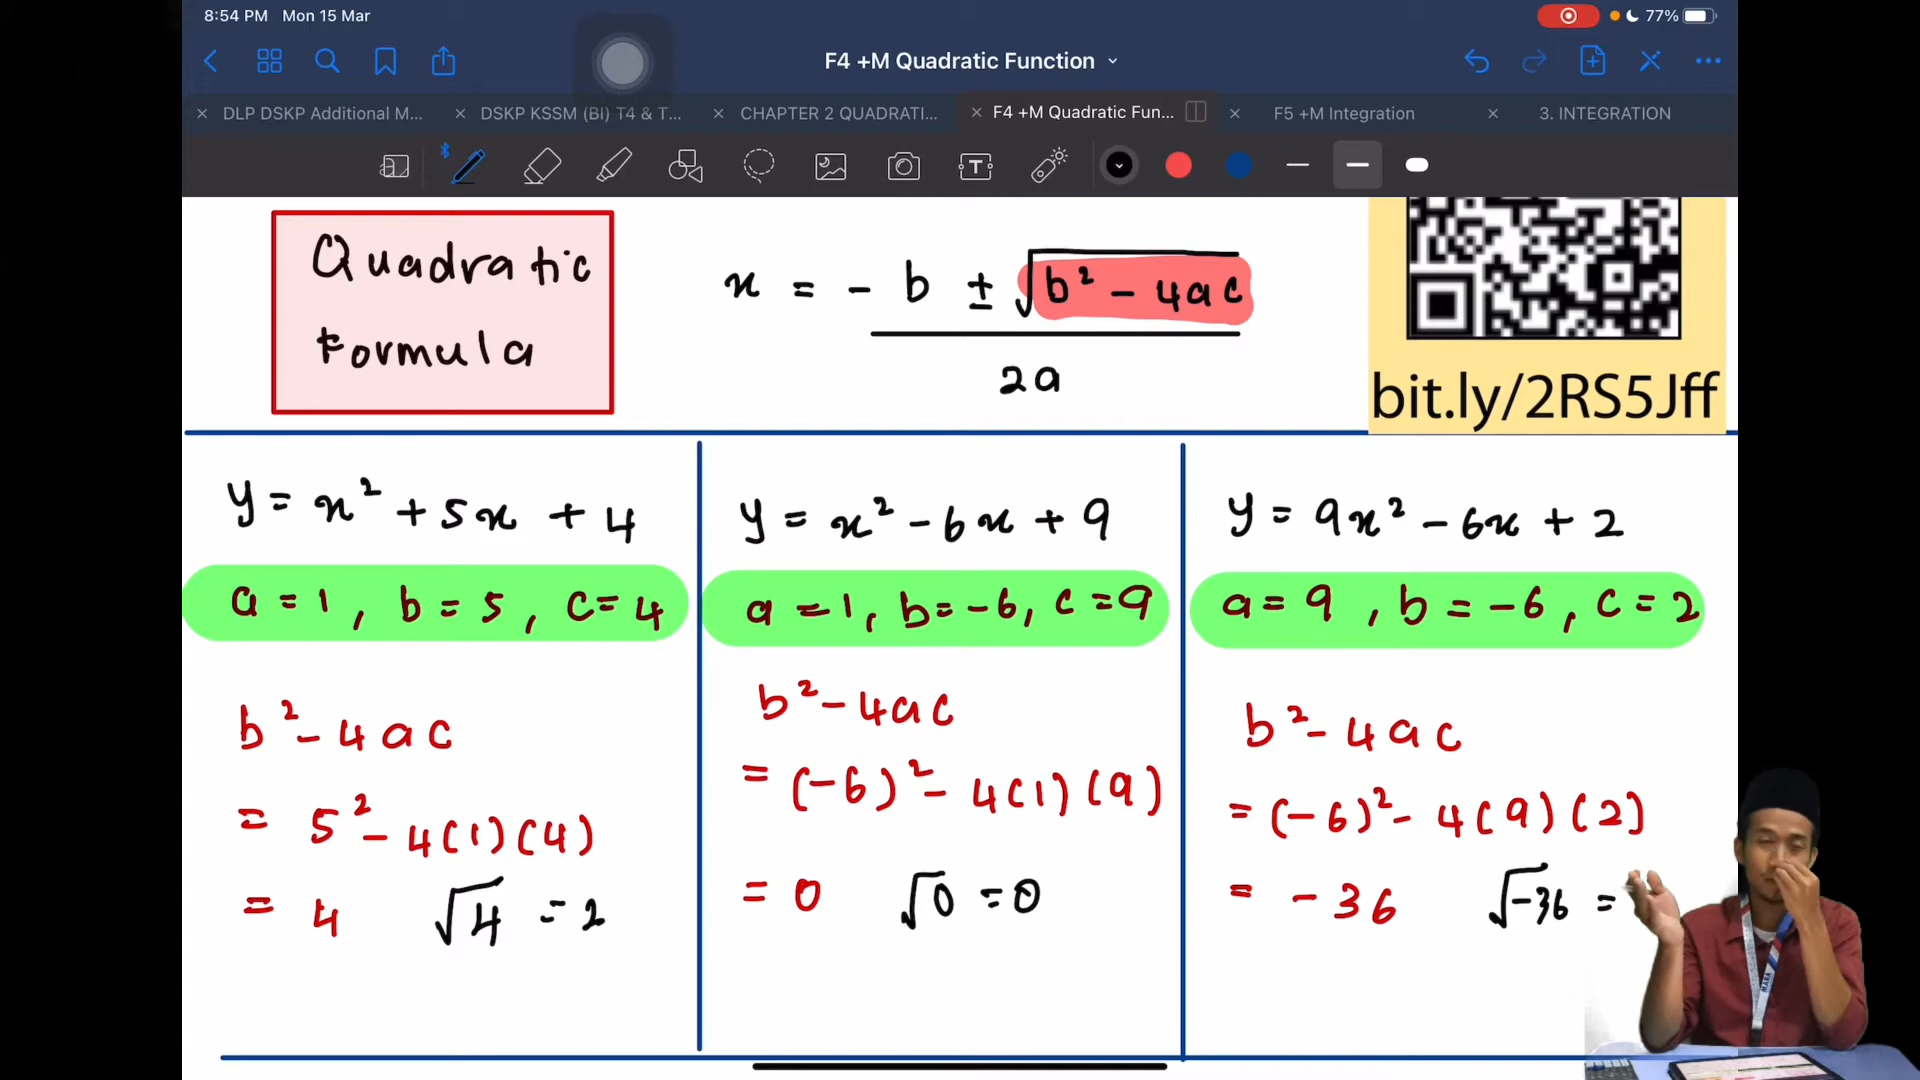 8:54 PM Mon 15 Mar
77%
F4 +M Quadratic Function
DLP DSKP Additional M...
DSKP KSSM (BI) T4 & T...
CHAPTER 2 QUADRATI...
F4 +M Quadratic Fun...
F5 +M Integration
3. INTEGRATION
T
Quadratic
Formula
x = - b ± √b² - 4ac
2a
bit.ly/2RS5Jff
y = x² + 5x + 4
a = 1, b = 5, c = 4
b² - 4ac
= 5² - 4(1)(4)
= 4 √4 = 2
y = x² - 6x + 9
a = 1, b = -6, c = 9
b² - 4ac
= (-6)² - 4(1)(9)
= 0 √0 = 0
y = 9x² - 6x + 2
a = 9, b = -6, c = 2
b² - 4ac
= (-6)² - 4(9)(2)
= -36 √-36 =